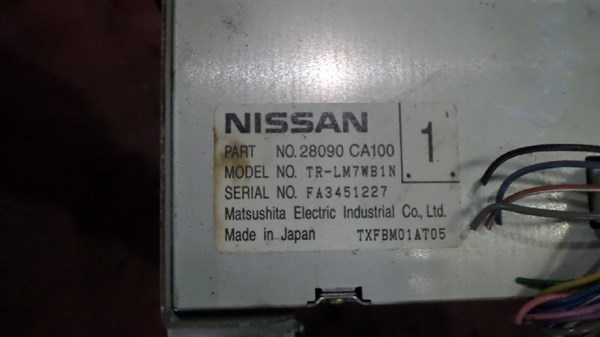 NISSAN
1
PART NO. 28090 CA100
MODEL NO. TR-LM7WB1N
SERIAL NO. FA3451227
Matsushita Electric Industrial Co., Ltd.
Made in Japan TXFBM01AT05